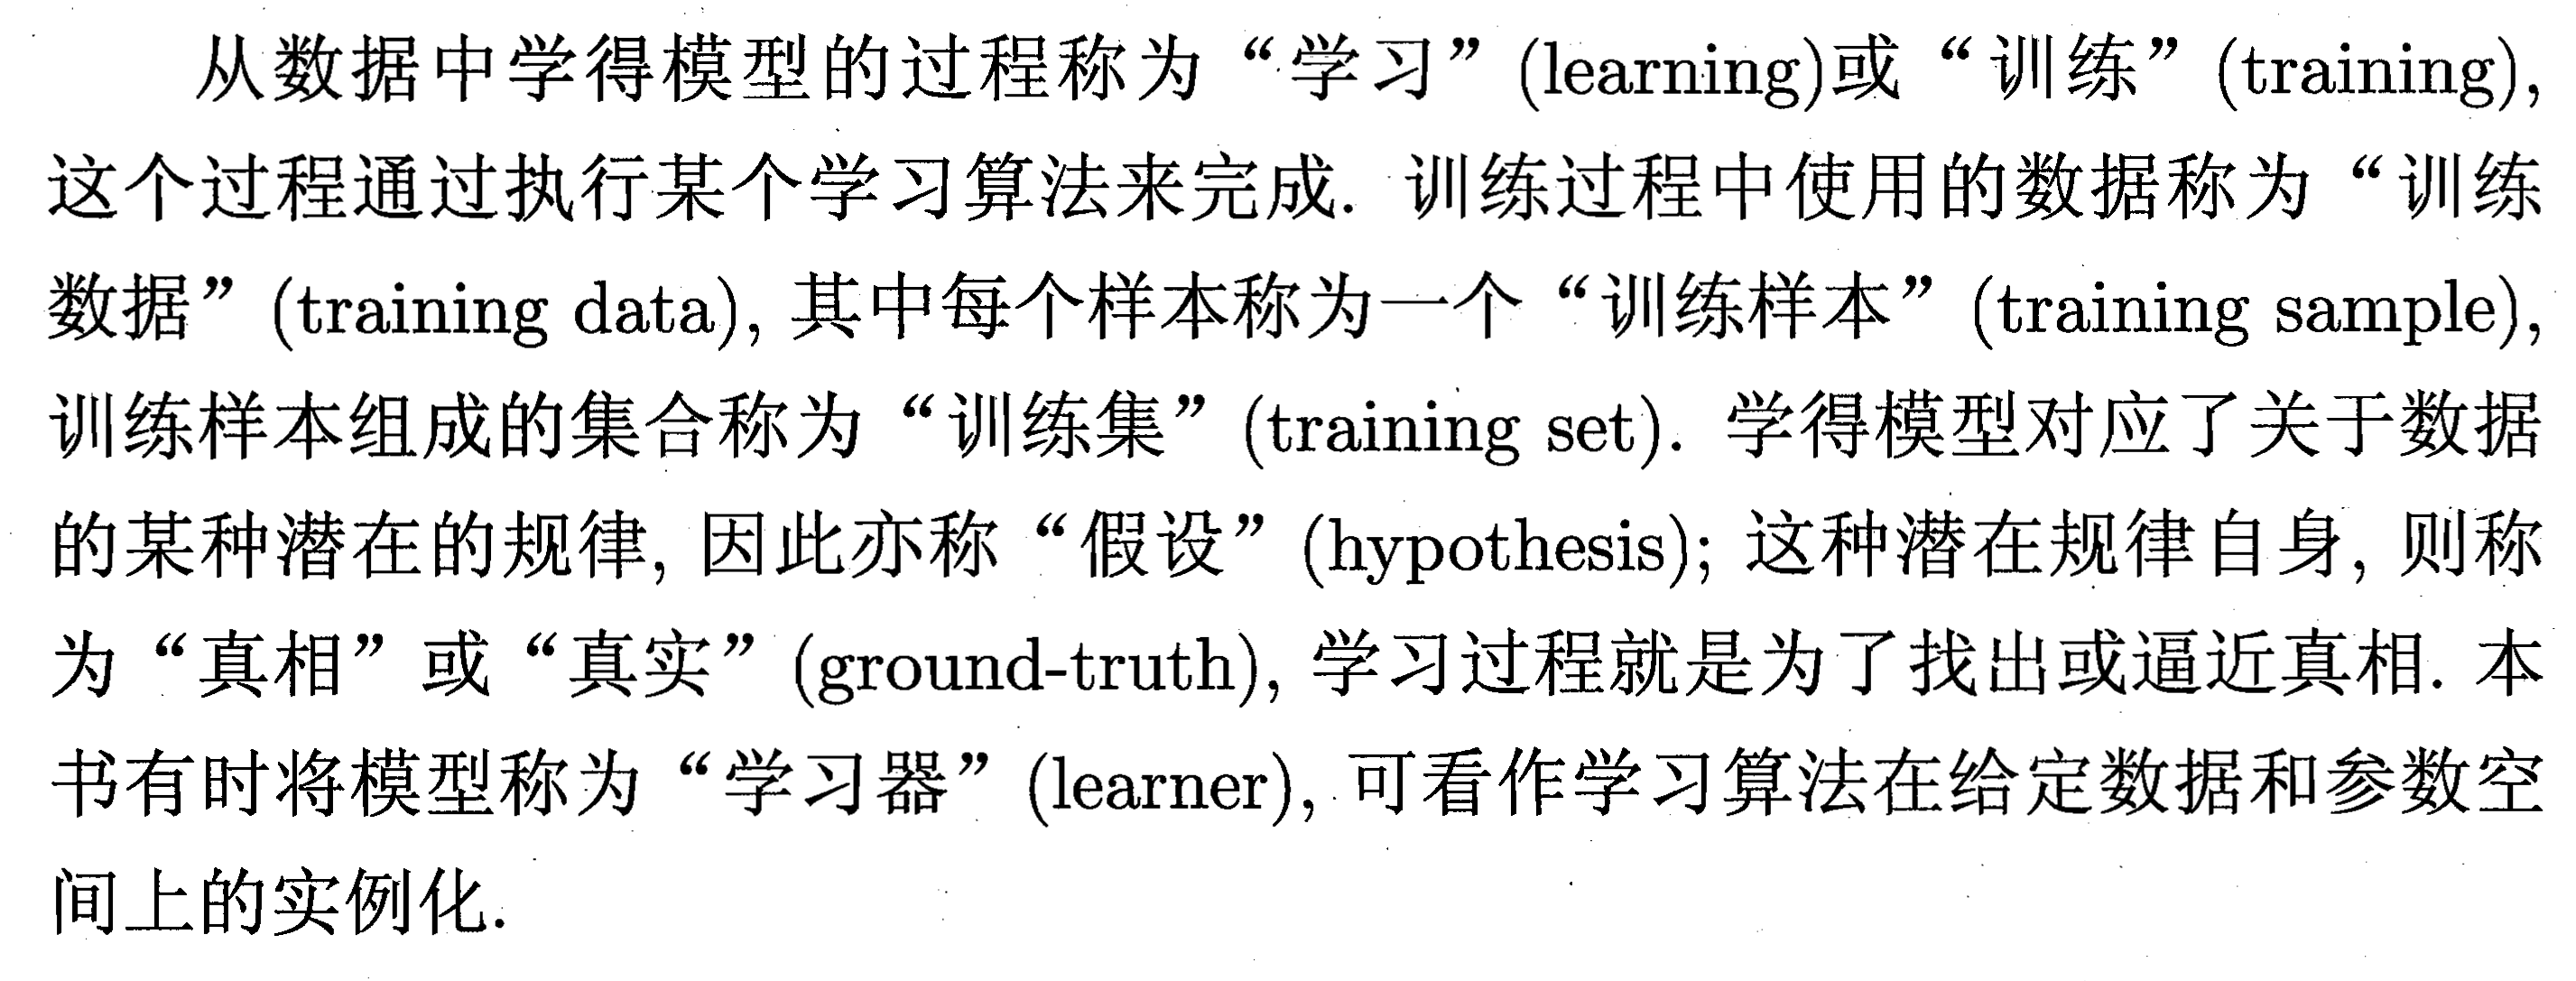 从数据中学得模型的过程称为“学习”(learning)或“训练”(training),
这个过程通过执行某个学习算法来完成. 训练过程中使用的数据称为“训练
数据”(training data), 其中每个样本称为一个“训练样本”(training sample),
训练样本组成的集合称为“训练集”(training set). 学得模型对应了关于数据
的某种潜在的规律, 因此亦称“假设”(hypothesis); 这种潜在规律自身, 则称
为“真相”或“真实”(ground-truth), 学习过程就是为了找出或逼近真相. 本
书有时将模型称为“学习器”(learner), 可看作学习算法在给定数据和参数空
间上的实例化.